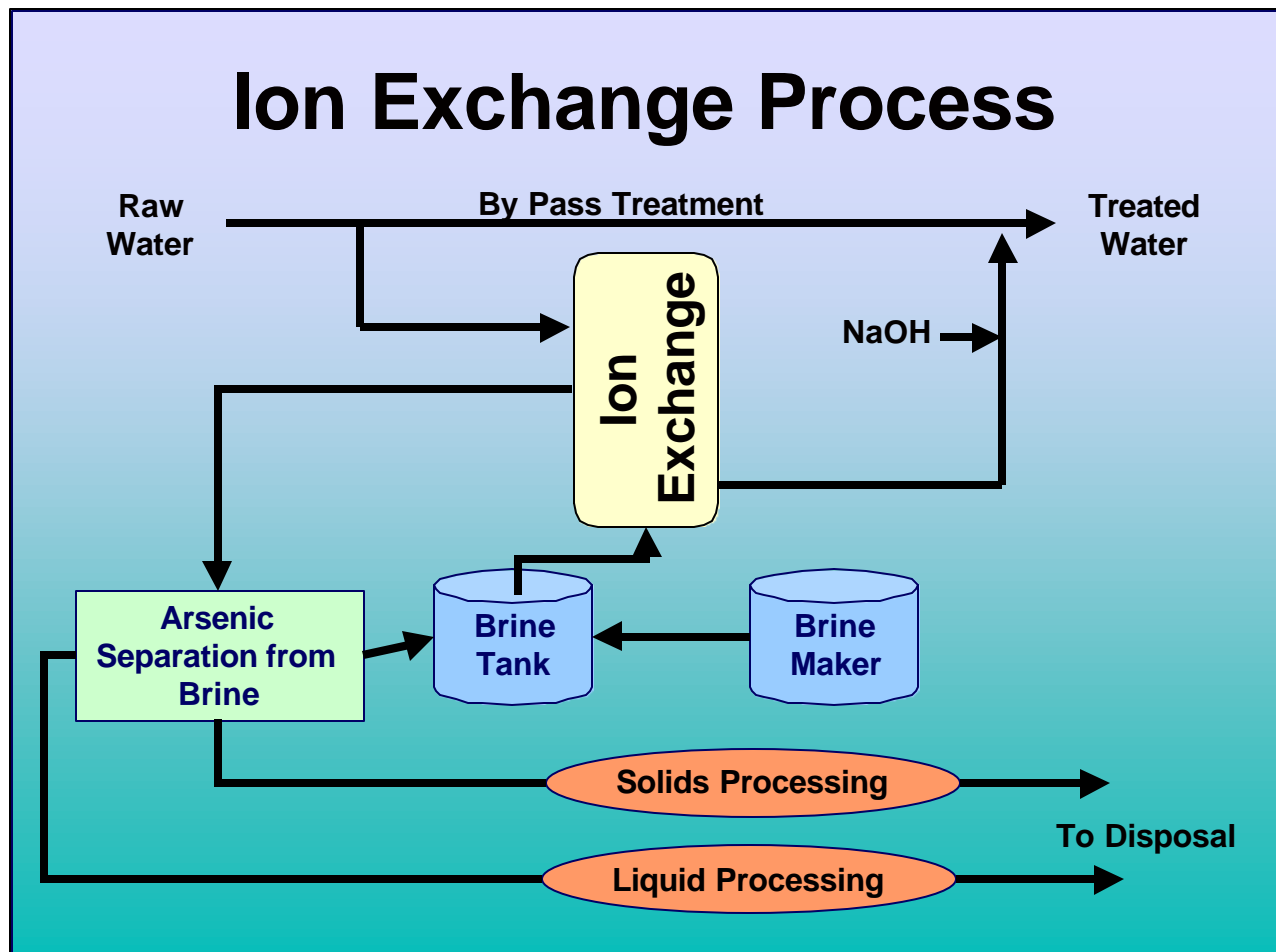 Ion Exchange Process
By Pass Treatment
Raw
Water
Treated
Water
Ion
Exchange
NaOH
Arsenic
Separation from
Brine
Brine
Tank
Brine
Maker
Solids Processing
To Disposal
Liquid Processing